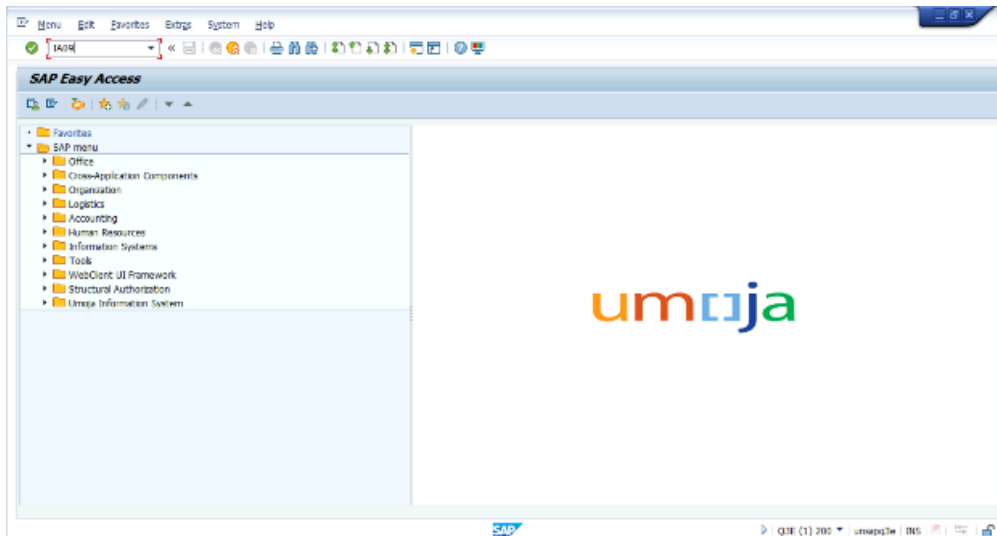 Menu Edit Favorites Extras System Help
IA09
SAP Easy Access
Favorites
SAP menu
Office
Cross-Application Components
Organization
Logistics
Accounting
Human Resources
Information Systems
Tools
WebClient UI Framework
Structural Authorization
Umoja Information System
umoja
SAP
Q3E (1) 200 unsapq3e INS